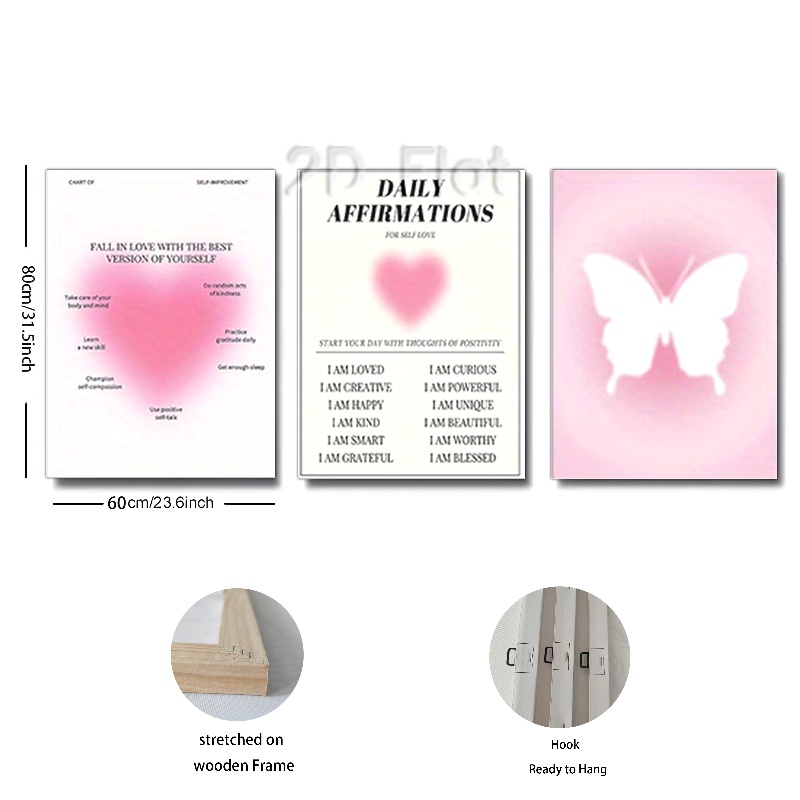 2D Flat
80cm/31.5inch
60cm/23.6inch
CHART OF
SELF-IMPROVEMENT
FALL IN LOVE WITH THE BEST
VERSION OF YOURSELF
Take care of your
body and mind
Do random acts
of kindness
Learn
a new skill
Practice
gratitude daily
Get enough sleep
Champion
self-compassion
Use positive
self-talk
DAILY
AFFIRMATIONS
FOR SELF LOVE
START YOUR DAY WITH THOUGHTS OF POSITIVITY
I AM LOVED
I AM CREATIVE
I AM HAPPY
I AM KIND
I AM SMART
I AM GRATEFUL
I AM CURIOUS
I AM POWERFUL
I AM UNIQUE
I AM BEAUTIFUL
I AM WORTHY
I AM BLESSED
stretched on
wooden Frame
Hook
Ready to Hang